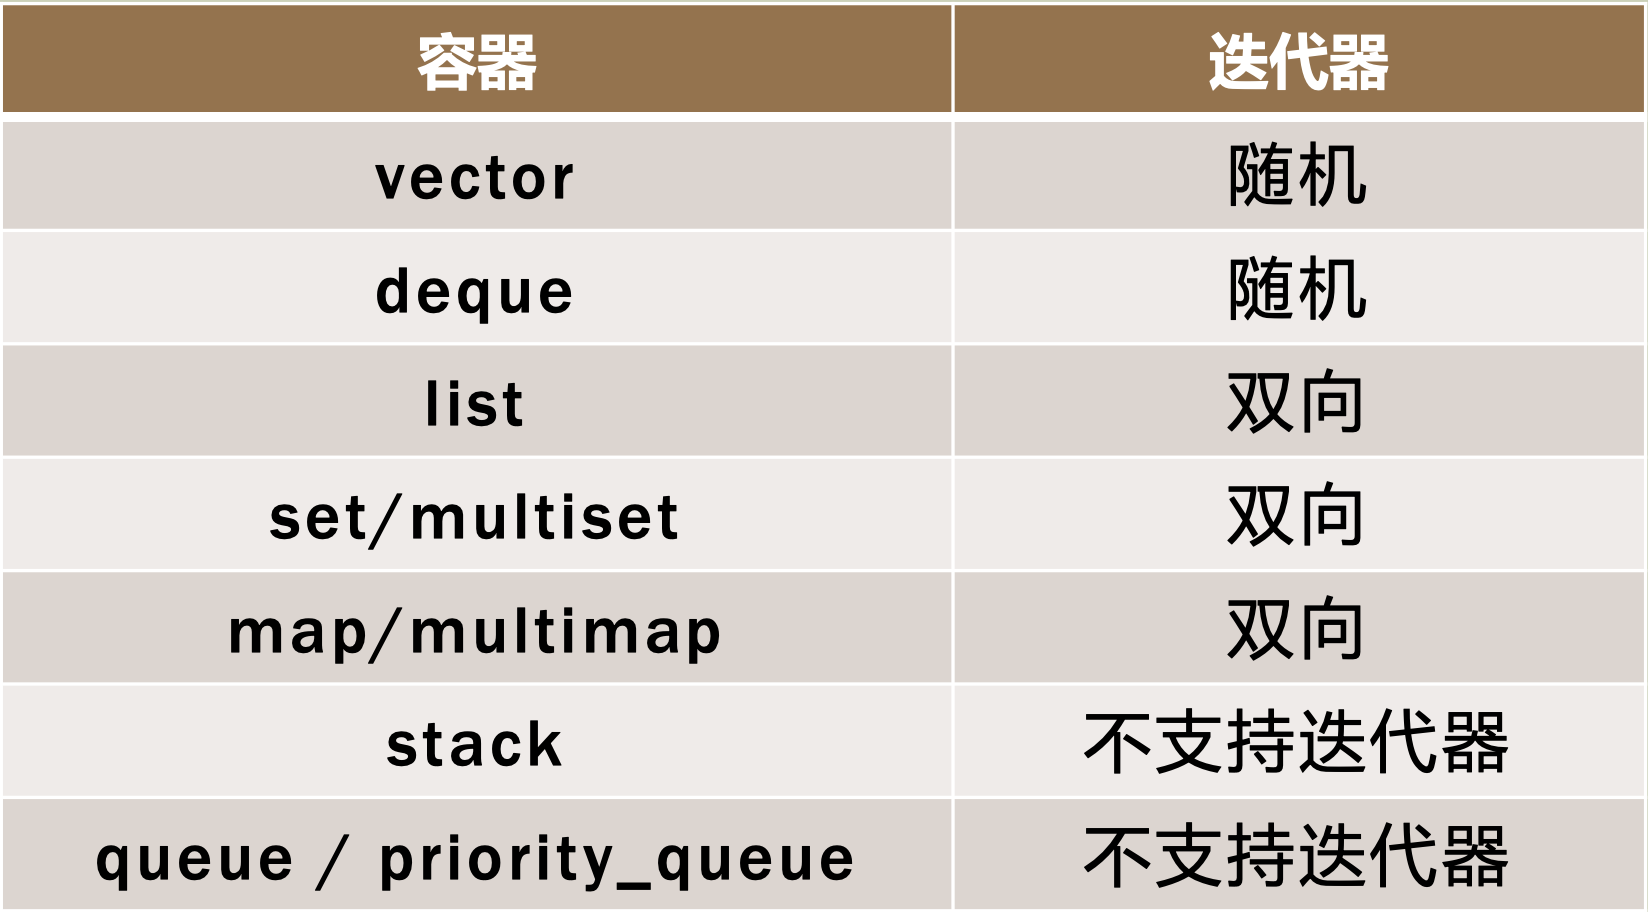 容器 迭代器
vector 随机
deque 随机
list 双向
set/multiset 双向
map/multimap 双向
stack 不支持迭代器
queue / priority_queue 不支持迭代器